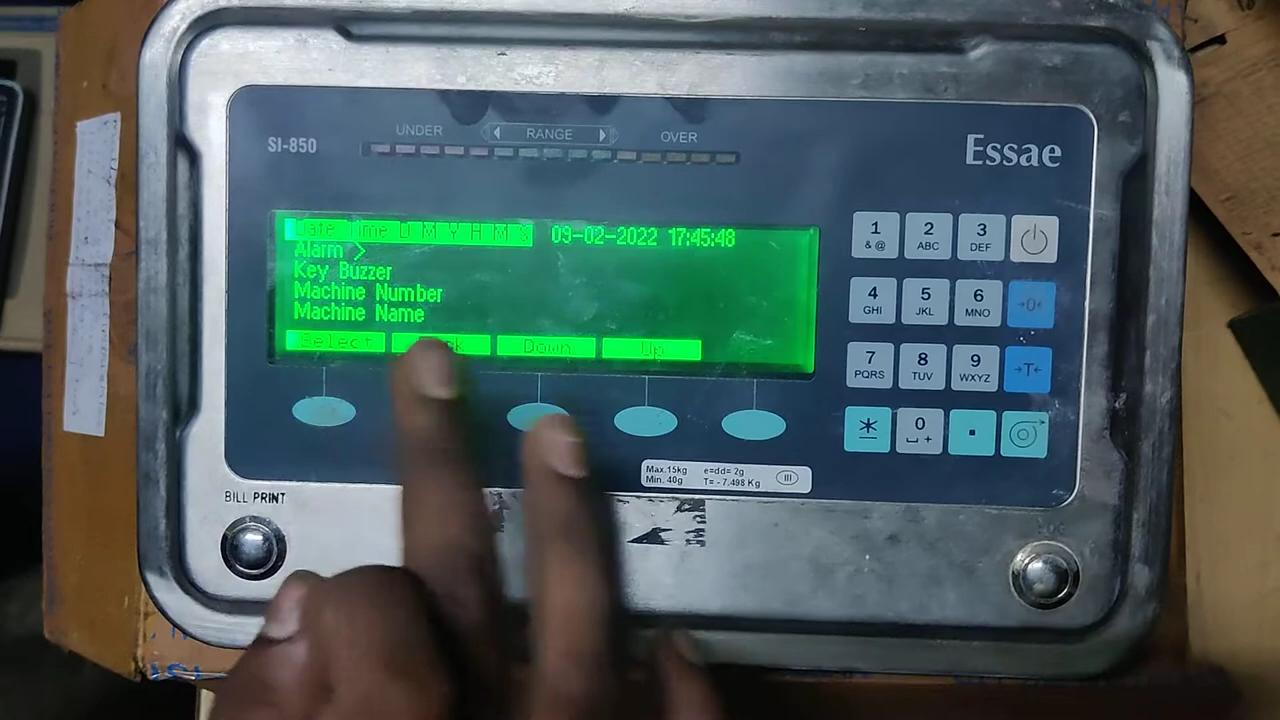 UNDER RANGE OVER
SI-850
Essae
Date Time D M Y H M S 09-02-2022 17:45:48
Alarm >
Key Buzzer
Machine Number
Machine Name
Select Down Up
1 2 3
& @ ABC DEF
4 5 6 →0←
GHI JKL MNO
7 8 9 →T←
PQRS TUV WXYZ
* 0 .
+
Max.15kg e=dd= 2g
Min. 40g T= - 7.498 Kg
III
BILL PRINT